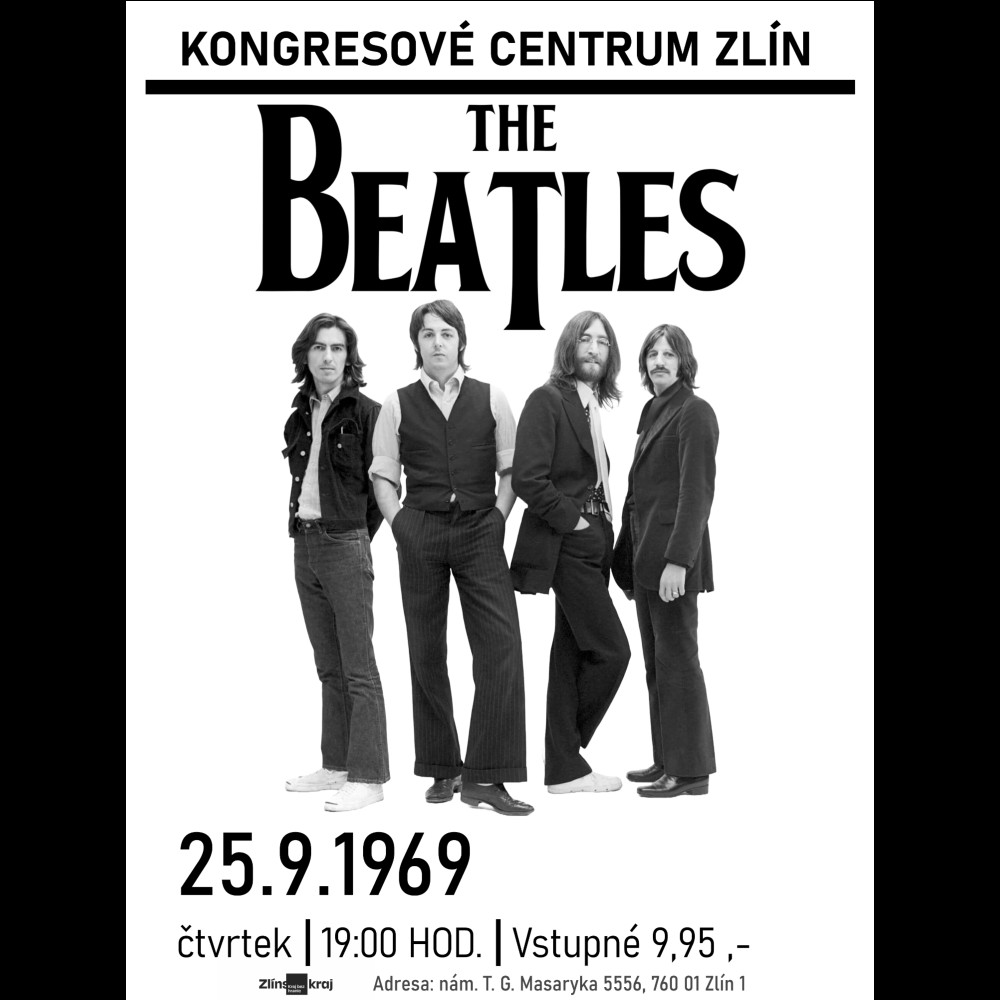 KONGRESOVÉ CENTRUM ZLÍN
THE
BEATLES
25.9.1969
čtvrtek | 19:00 HOD. | Vstupné 9,95 ,-
Zlíns kraj Adresa: nám. T. G. Masaryka 5556, 760 01 Zlín 1